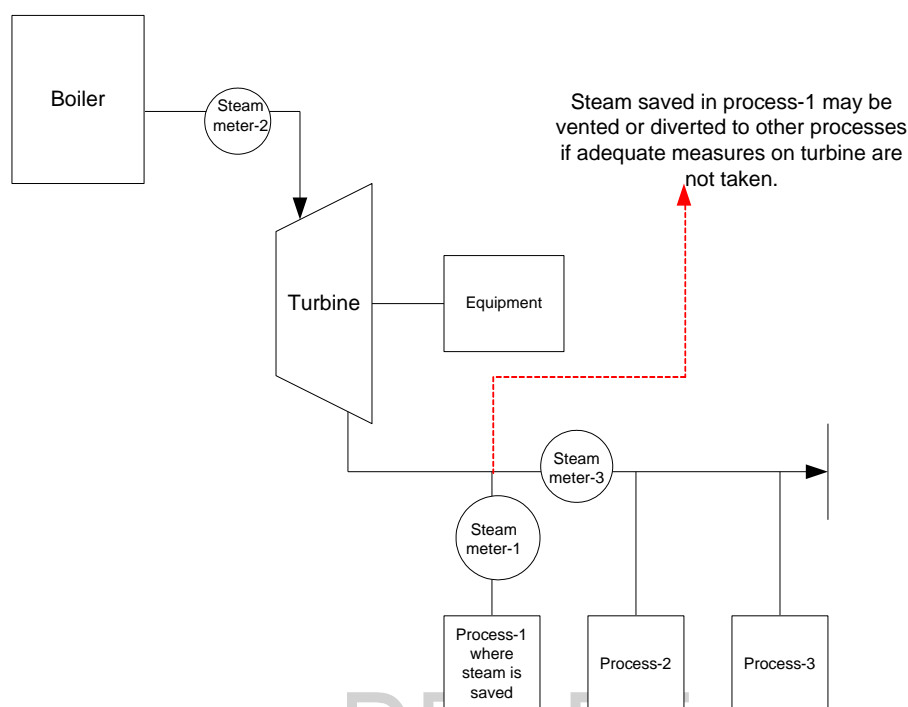 Boiler
Steam
meter-2
Steam saved in process-1 may be
vented or diverted to other processes
if adequate measures on turbine are
not taken.
Turbine
Equipment
Steam
meter-3
Steam
meter-1
Process-1
where
steam is
saved
Process-2
Process-3